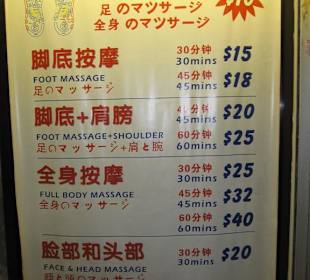 足 のマツサージ
全身 のマツサージ
脚底按摩 30分钟 $15
FOOT MASSAGE 30mins
足のマッサージ 45分钟 $18
45mins
脚底+肩膀 45分钟 $20
FOOT MASSAGE+SHOULDER 45mins
足のマッサージ+肩と腕 60分钟 $25
60mins
全身按摩 30分钟 $25
FULL BODY MASSAGE 30mins
全身のマッサージ 45分钟 $32
45mins
60分钟 $40
60mins
脸部和头部 30分钟 $20
FACE & HEAD MASSAGE 30mins